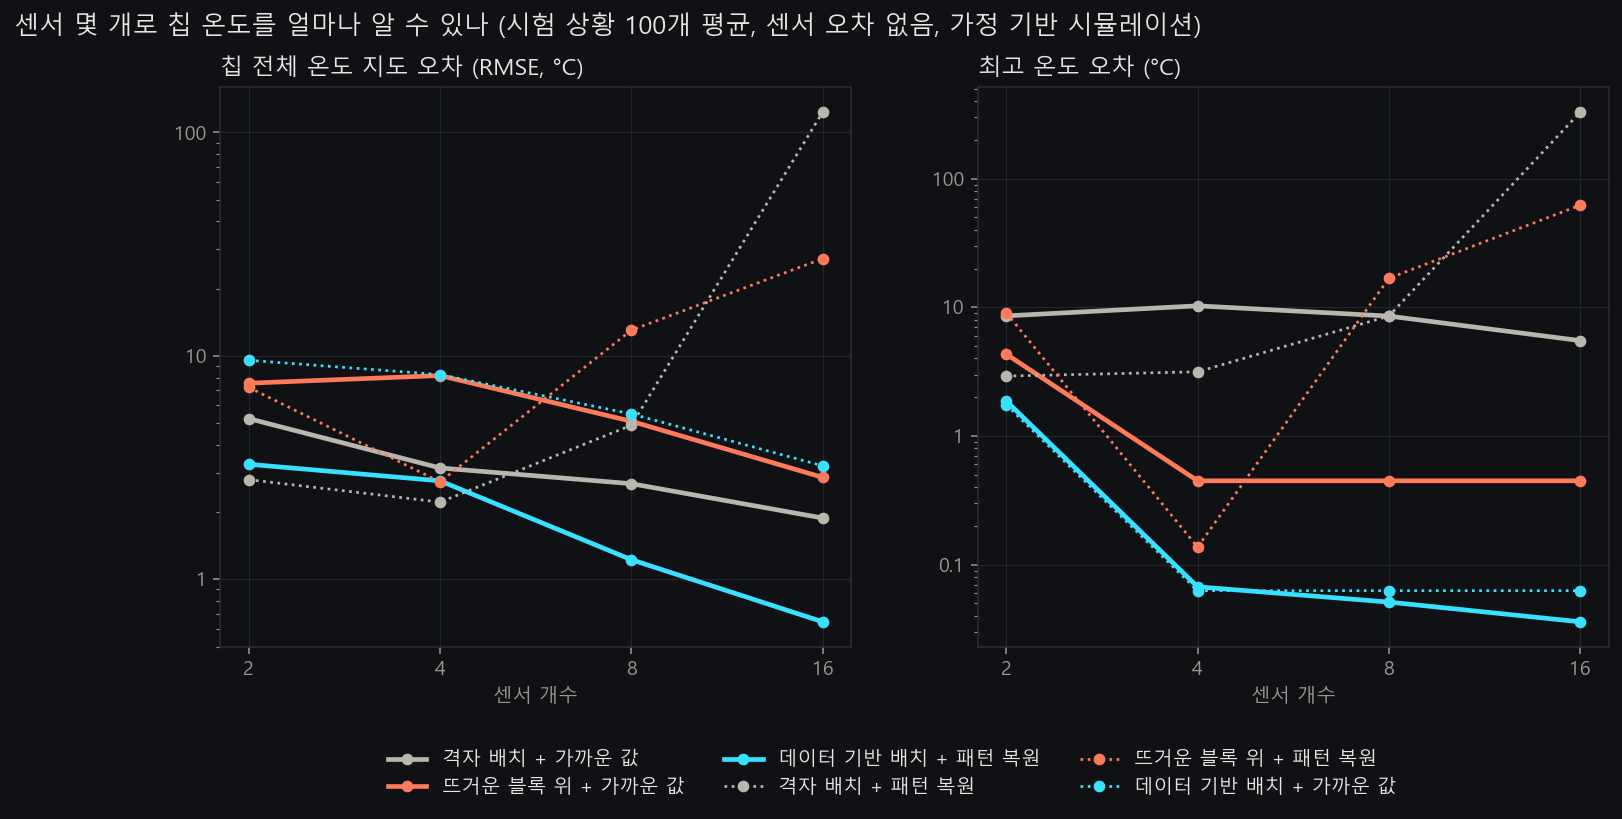 센서 몇 개로 칩 온도를 얼마나 알 수 있나 (시험 상황 100개 평균, 센서 오차 없음, 가정 기반 시뮬레이션)
칩 전체 온도 지도 오차 (RMSE, °C)
100
10
1
2 4 8 16
센서 개수
최고 온도 오차 (°C)
100
10
1
0.1
2 4 8 16
센서 개수
격자 배치 + 가까운 값
뜨거운 블록 위 + 가까운 값
데이터 기반 배치 + 패턴 복원
격자 배치 + 패턴 복원
뜨거운 블록 위 + 패턴 복원
데이터 기반 배치 + 가까운 값